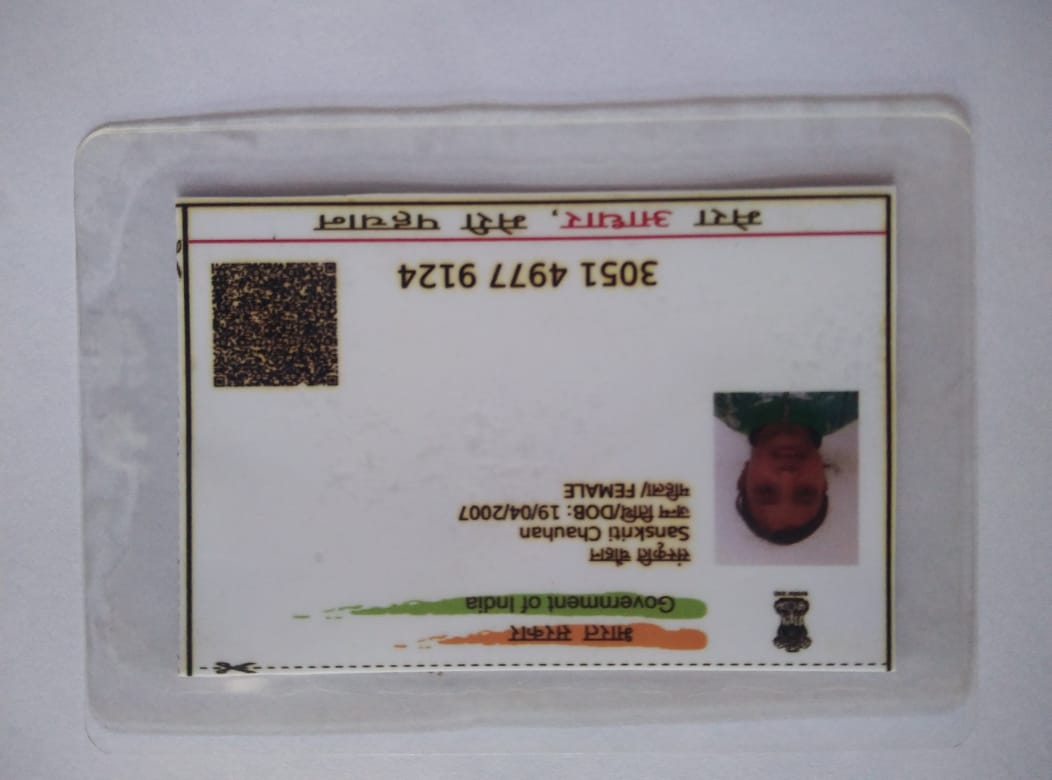 भारत सरकार
Government of India
संस्कृति चौहान
Sanskriti Chauhan
जन्म तिथि/DOB: 19/04/2007
महिला/ FEMALE
3051 4977 9124
मेरा आधार, मेरी पहचान